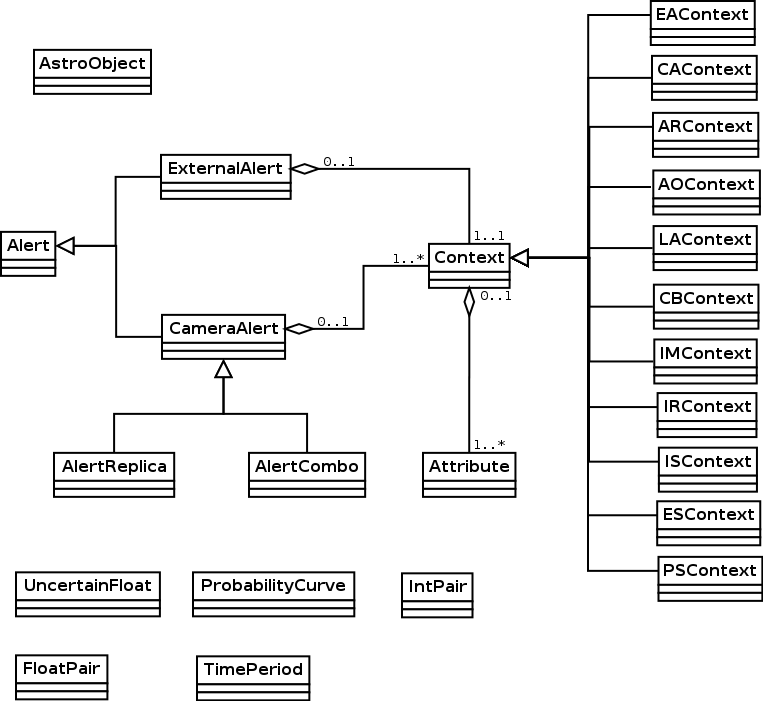 EAContext
AstroObject
CAContext
ARContext
ExternalAlert
0..1
AOContext
1..1
Alert
Context
LAContext
1..*
0..1
CBContext
CameraAlert
0..1
IMContext
IRContext
1..*
AlertReplica
AlertCombo
Attribute
ISContext
ESContext
PSContext
UncertainFloat
ProbabilityCurve
IntPair
FloatPair
TimePeriod